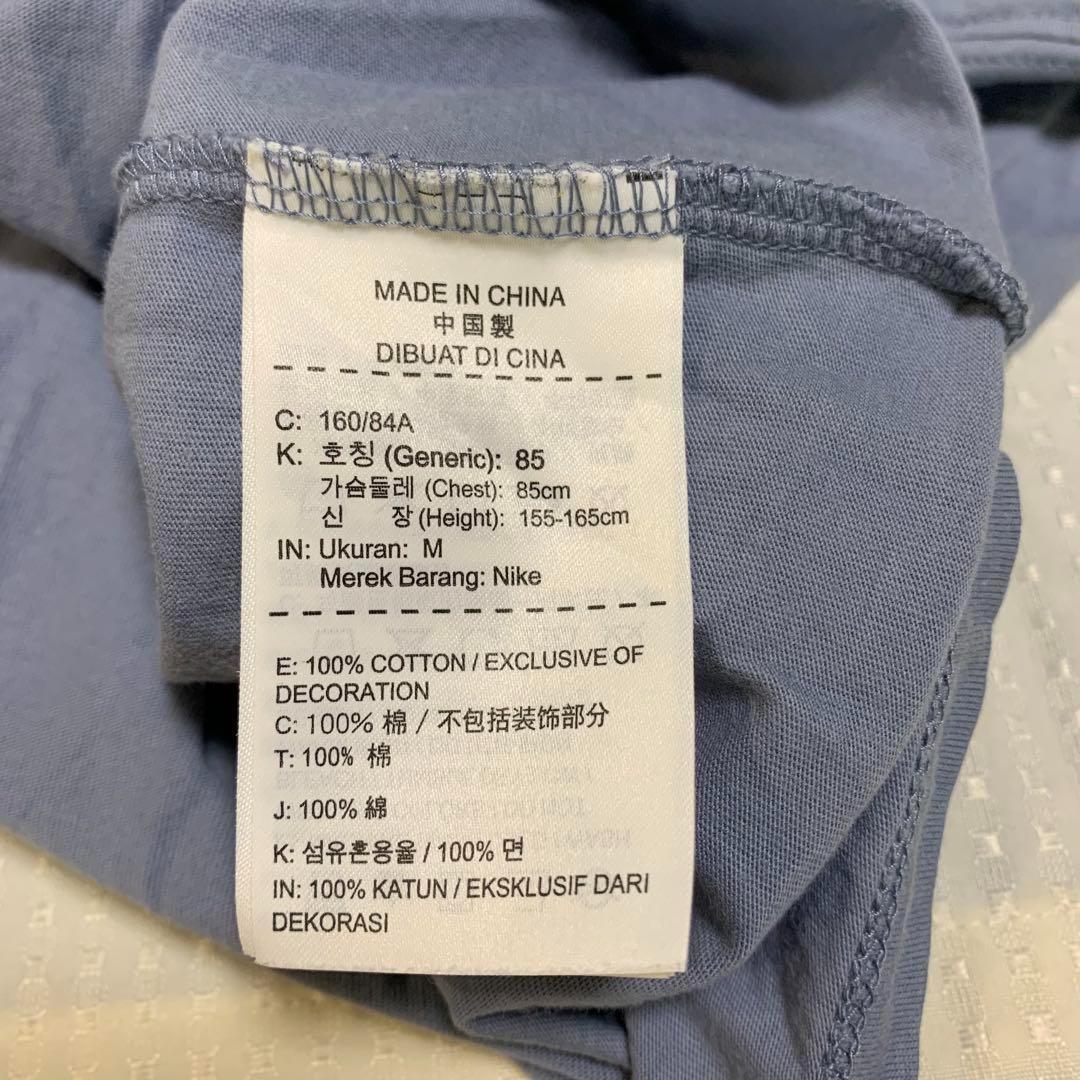 MADE IN CHINA
中国製
DIBUAT DI CINA
C: 160/84A
K: 호칭 (Generic): 85
가슴둘레 (Chest): 85cm
신 장 (Height): 155-165cm
IN: Ukuran: M
Merek Barang: Nike
E: 100% COTTON / EXCLUSIVE OF
DECORATION
C: 100% 棉 / 不包括装饰部分
T: 100% 棉
J: 100% 綿
K: 섬유혼용율 / 100% 면
IN: 100% KATUN / EKSKLUSIF DARI
DEKORASI